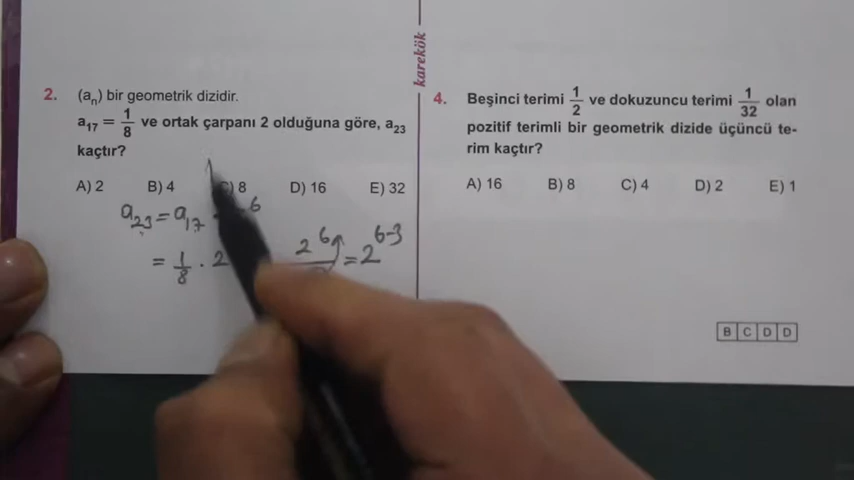 2. (aₙ) bir geometrik dizidir.
a₁₇ = 1/8 ve ortak çarpanı 2 olduğuna göre, a₂₃
kaçtır?
A) 2 B) 4 C) 8 D) 16 E) 32
a₂₃ = a₁₇ 6
= 1/8 . 2 2⁶ = 2⁶⁻³
karekök
4. Beşinci terimi 1/2 ve dokuzuncu terimi 1/32 olan
pozitif terimli bir geometrik dizide üçüncü te-
rim kaçtır?
A) 16 B) 8 C) 4 D) 2 E) 1
B C D D